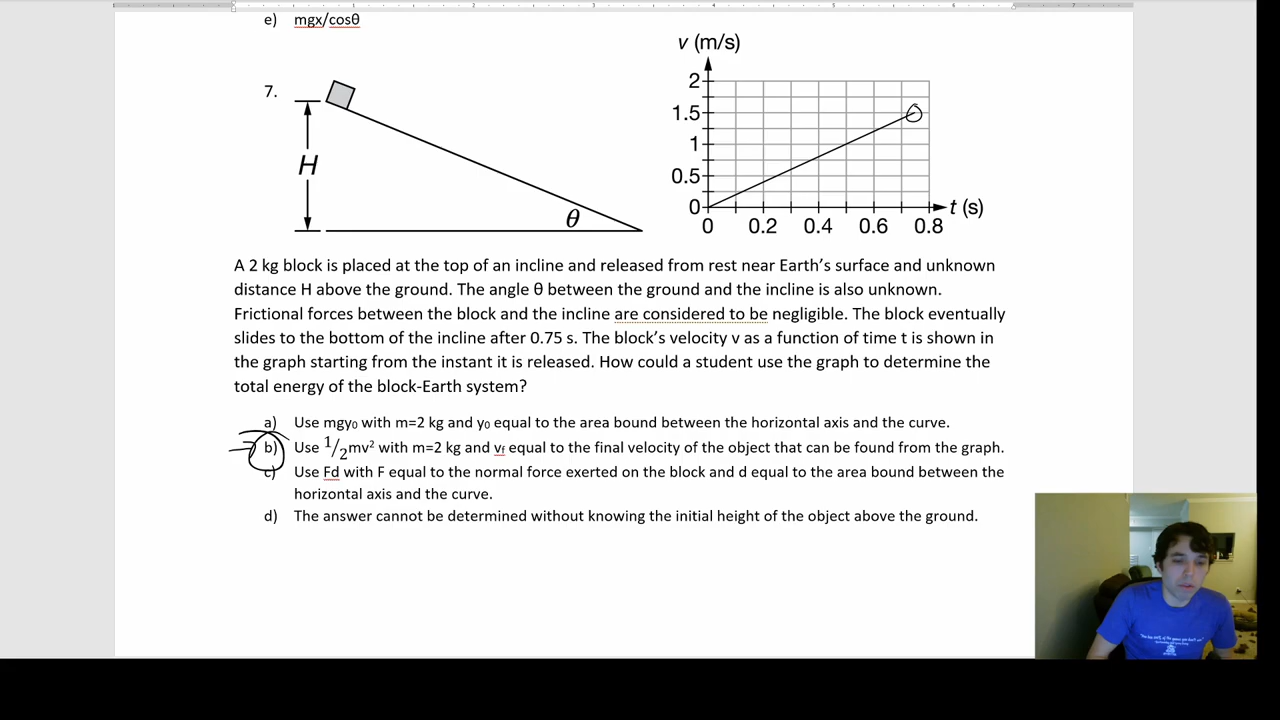 e) mgx/cosθ
v (m/s)
7.
2
1.5
1
0.5
0
H
θ
t (s)
0 0.2 0.4 0.6 0.8
A 2 kg block is placed at the top of an incline and released from rest near Earth’s surface and unknown
distance H above the ground. The angle θ between the ground and the incline is also unknown.
Frictional forces between the block and the incline are considered to be negligible. The block eventually
slides to the bottom of the incline after 0.75 s. The block’s velocity v as a function of time t is shown in
the graph starting from the instant it is released. How could a student use the graph to determine the
total energy of the block-Earth system?
a) Use mgy₀ with m=2 kg and y₀ equal to the area bound between the horizontal axis and the curve.
b) Use 1/2mv² with m=2 kg and vf equal to the final velocity of the object that can be found from the graph.
c) Use Fd with F equal to the normal force exerted on the block and d equal to the area bound between the
horizontal axis and the curve.
d) The answer cannot be determined without knowing the initial height of the object above the ground.